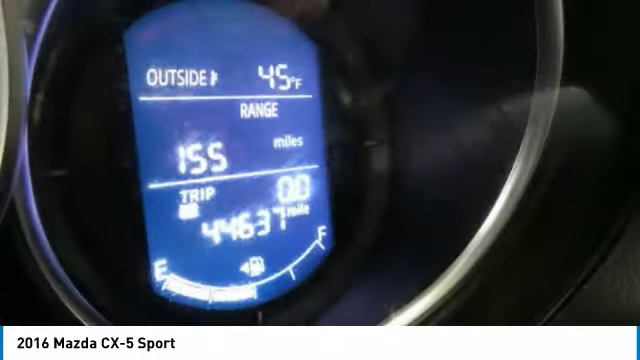 OUTSIDE 45°F
RANGE
155 miles
TRIP 0.0
44637 mile
E F
2016 Mazda CX-5 Sport